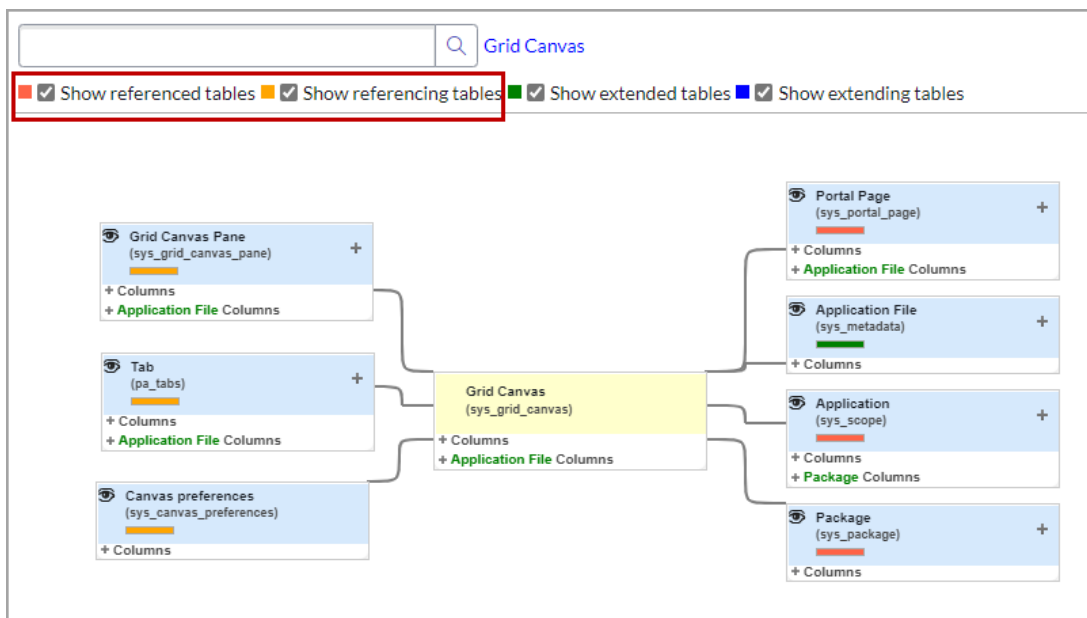 Grid Canvas
Show referenced tables Show referencing tables Show extended tables Show extending tables
Grid Canvas Pane
(sys_grid_canvas_pane)
+
+ Columns
+ Application File Columns
Tab
(pa_tabs)
+
+ Columns
+ Application File Columns
Canvas preferences
(sys_canvas_preferences)
+ Columns
Grid Canvas
(sys_grid_canvas)
+ Columns
+ Application File Columns
Portal Page
(sys_portal_page)
+
+ Columns
+ Application File Columns
Application File
(sys_metadata)
+
+ Columns
Application
(sys_scope)
+
+ Columns
+ Package Columns
Package
(sys_package)
+
+ Columns